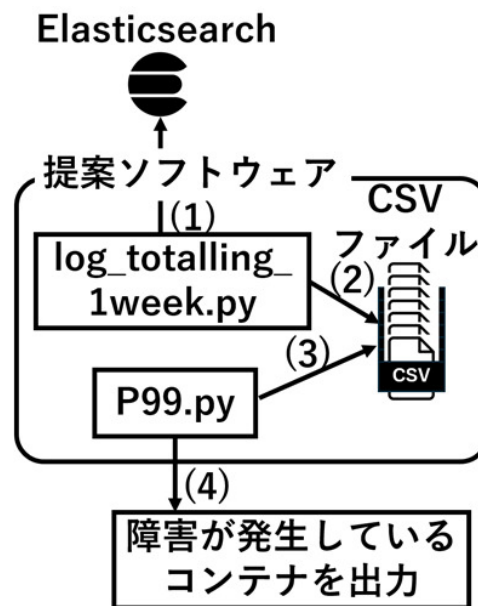 Elasticsearch
提案ソフトウェア
(1)
CSV
ファイル
log_totalling_
1week.py
(2)
(3)
CSV
P99.py
(4)
障害が発生している
コンテナを出力